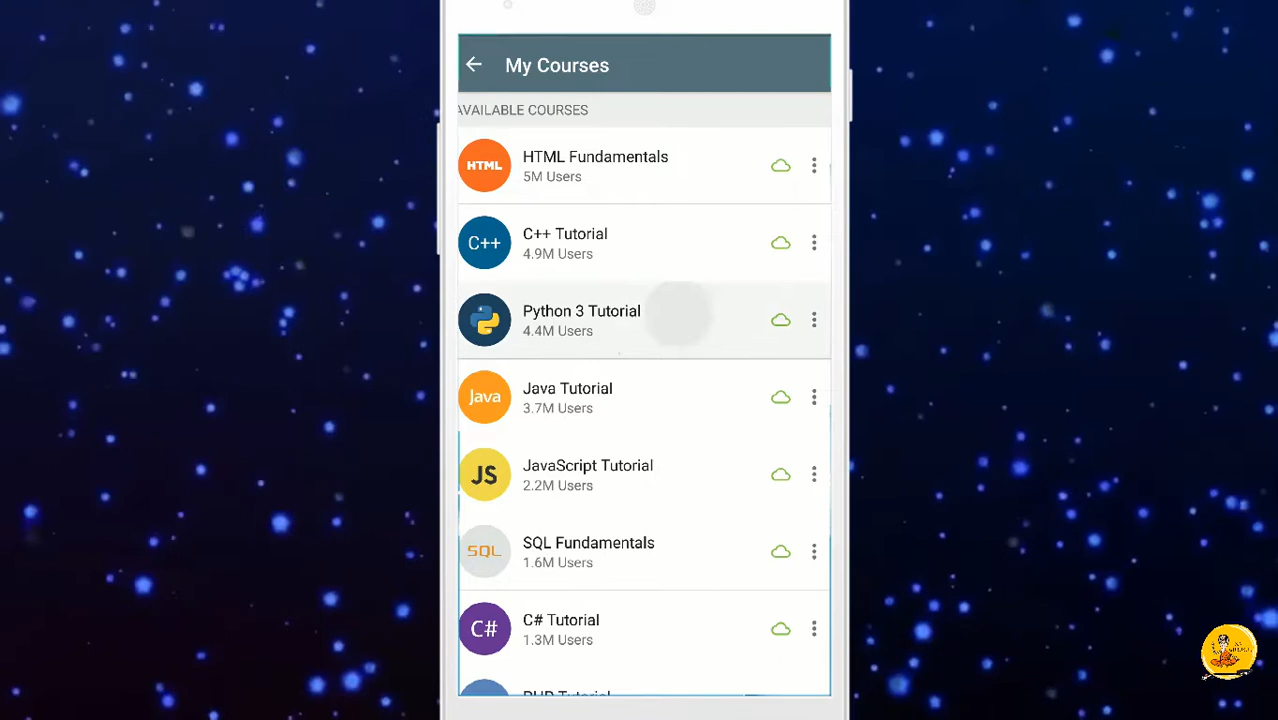 My Courses
AVAILABLE COURSES
HTML
HTML Fundamentals
5M Users
C++
C++ Tutorial
4.9M Users
Python 3 Tutorial
4.4M Users
Java
Java Tutorial
3.7M Users
JS
JavaScript Tutorial
2.2M Users
SQL
SQL Fundamentals
1.6M Users
C#
C# Tutorial
1.3M Users
PHP Tutorial